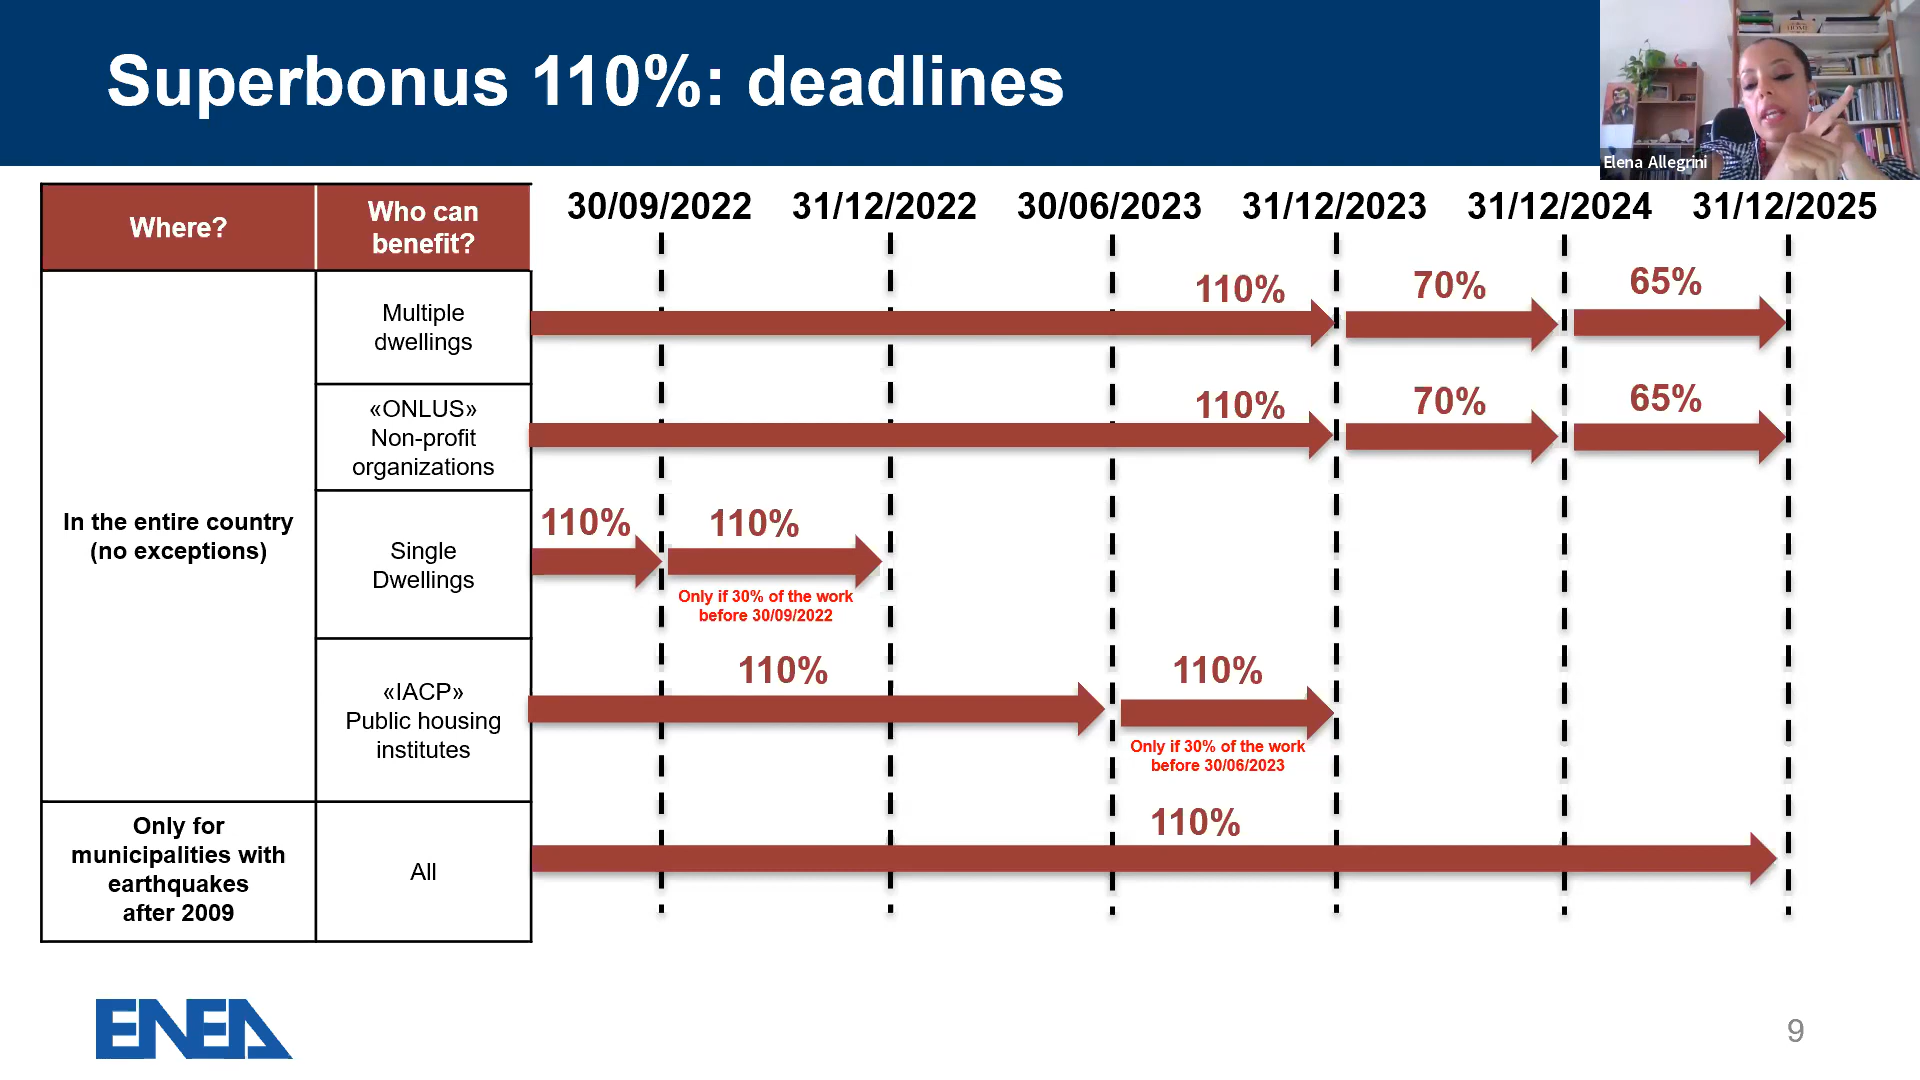 Superbonus 110%: deadlines
Elena Allegrini
Where?
Who can
benefit?
30/09/2022
31/12/2022
30/06/2023
31/12/2023
31/12/2024
31/12/2025
In the entire country
(no exceptions)
Multiple
dwellings
110%
70%
65%
«ONLUS»
Non-profit
organizations
110%
70%
65%
Single
Dwellings
110%
110%
Only if 30% of the work
before 30/09/2022
«IACP»
Public housing
institutes
110%
110%
Only if 30% of the work
before 30/06/2023
Only for
municipalities with
earthquakes
after 2009
All
110%
ENEA
9